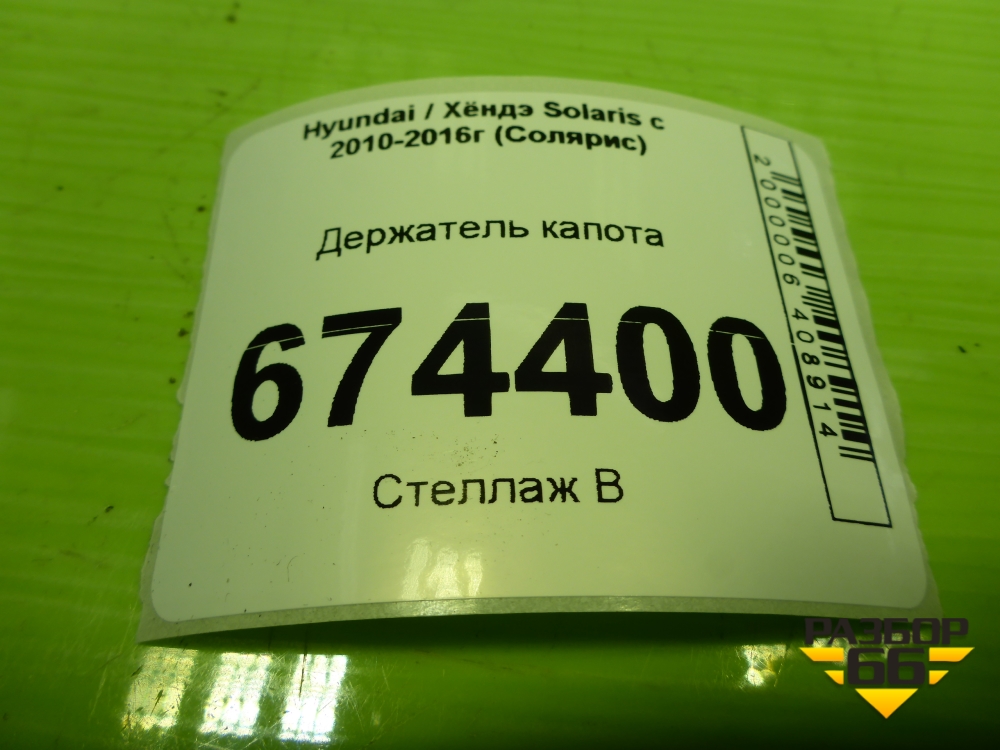 Hyundai / Хёндэ Solaris с
2010-2016г (Солярис)
Держатель капота
674400
Стеллаж В
2000006408914
РАЗБОР
66